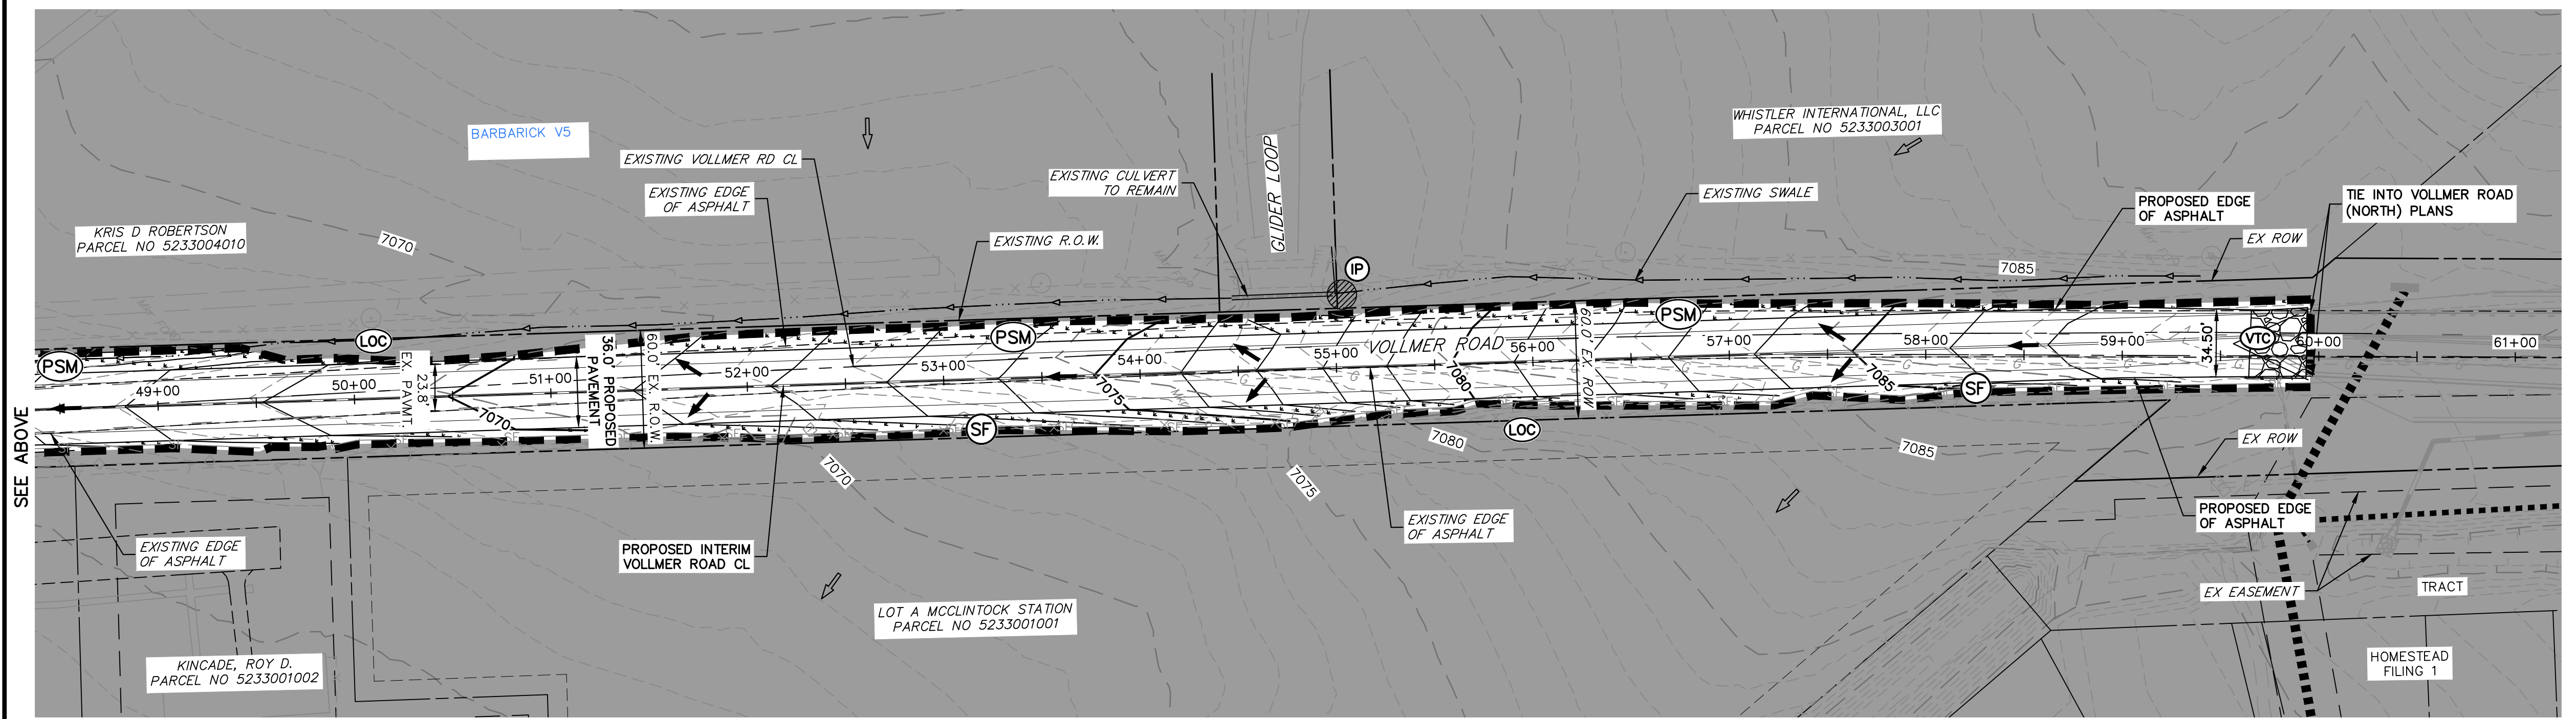 BARBARICK V5
WHISTLER INTERNATIONAL, LLC
PARCEL NO 5233003001
EXISTING VOLLMER RD CL
EXISTING EDGE
OF ASPHALT
EXISTING CULVERT
TO REMAIN
GLIDER LOOP
EXISTING SWALE
PROPOSED EDGE
OF ASPHALT
TIE INTO VOLLMER ROAD
(NORTH) PLANS
KRIS D ROBERTSON
PARCEL NO 5233004010
7070
EXISTING R.O.W.
EX ROW
IP
7085
LOC
PSM
PSM
PSM
VTC
SEE ABOVE
49+00
50+00
51+00
52+00
53+00
54+00
55+00
56+00
57+00
58+00
59+00
60+00
61+00
VOLLMER ROAD
EX. PAVMT.
23.8'
36.0' PROPOSED
PAVEMENT
60.0' EX. R.O.W.
60.0' EX. ROW
34.50'
7070
7075
7080
7085
SF
SF
LOC
7070
7075
7080
7085
EX ROW
EXISTING EDGE
OF ASPHALT
PROPOSED INTERIM
VOLLMER ROAD CL
EXISTING EDGE
OF ASPHALT
PROPOSED EDGE
OF ASPHALT
EX EASEMENT
TRACT
LOT A MCCLINTOCK STATION
PARCEL NO 5233001001
KINCADE, ROY D.
PARCEL NO 5233001002
HOMESTEAD
FILING 1